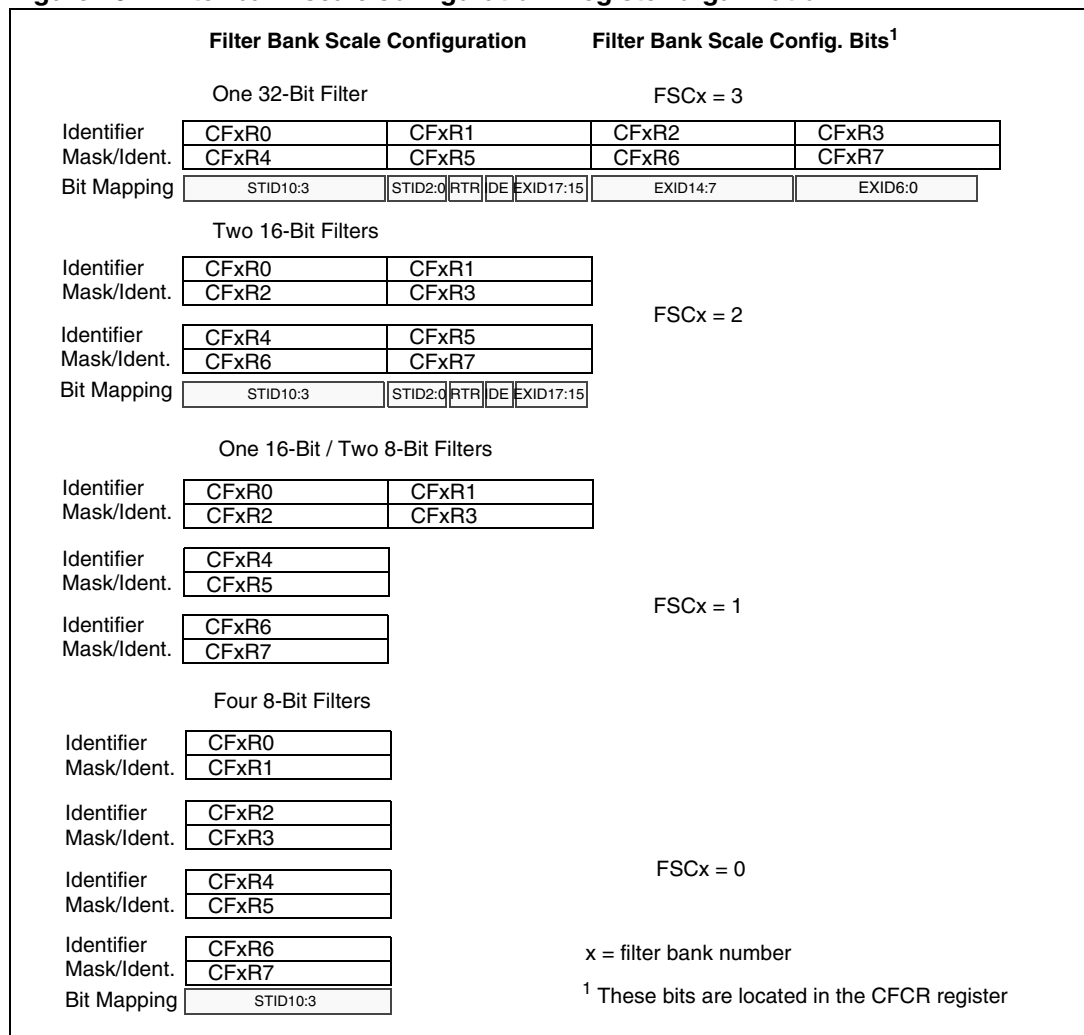 Filter Bank Scale Configuration Filter Bank Scale Config. Bits1
One 32-Bit Filter FSCx = 3
Identifier CFxR0 CFxR1 CFxR2 CFxR3
Mask/Ident. CFxR4 CFxR5 CFxR6 CFxR7
Bit Mapping STID10:3 STID2:0 RTR IDE EXID17:15 EXID14:7 EXID6:0
Two 16-Bit Filters
Identifier CFxR0 CFxR1
Mask/Ident. CFxR2 CFxR3
FSCx = 2
Identifier CFxR4 CFxR5
Mask/Ident. CFxR6 CFxR7
Bit Mapping STID10:3 STID2:0 RTR IDE EXID17:15
One 16-Bit / Two 8-Bit Filters
Identifier CFxR0 CFxR1
Mask/Ident. CFxR2 CFxR3
Identifier CFxR4
Mask/Ident. CFxR5
FSCx = 1
Identifier CFxR6
Mask/Ident. CFxR7
Four 8-Bit Filters
Identifier CFxR0
Mask/Ident. CFxR1
Identifier CFxR2
Mask/Ident. CFxR3
FSCx = 0
Identifier CFxR4
Mask/Ident. CFxR5
Identifier CFxR6
Mask/Ident. CFxR7
x = filter bank number
Bit Mapping STID10:3
1 These bits are located in the CFCR register